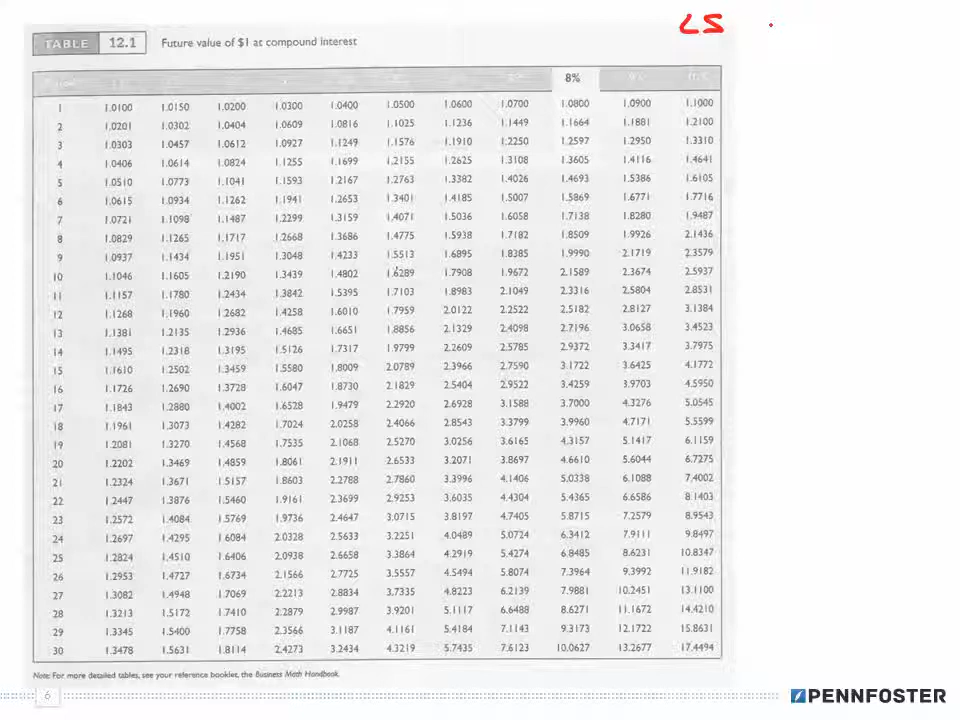 TABLE 12.1 Future value of $1 at compound interest
8%
1 1.0100 1.0150 1.0200 1.0300 1.0400 1.0500 1.0600 1.0700 1.0800 1.0900 1.1000
2 1.0201 1.0302 1.0404 1.0609 1.0816 1.1025 1.1236 1.1449 1.1664 1.1881 1.2100
3 1.0303 1.0457 1.0612 1.0927 1.1249 1.1576 1.1910 1.2250 1.2597 1.2950 1.3310
4 1.0406 1.0614 1.0824 1.1255 1.1699 1.2155 1.2625 1.3108 1.3605 1.4116 1.4641
5 1.0510 1.0773 1.1041 1.1593 1.2167 1.2763 1.3382 1.4026 1.4693 1.5386 1.6105
6 1.0615 1.0934 1.1262 1.1941 1.2653 1.3401 1.4185 1.5007 1.5869 1.6771 1.7716
7 1.0721 1.1098 1.1487 1.2299 1.3159 1.4071 1.5036 1.6058 1.7138 1.8280 1.9487
8 1.0829 1.1265 1.1717 1.2668 1.3686 1.4775 1.5938 1.7182 1.8509 1.9926 2.1436
9 1.0937 1.1434 1.1951 1.3048 1.4233 1.5513 1.6895 1.8385 1.9990 2.1719 2.3579
10 1.1046 1.1605 1.2190 1.3439 1.4802 1.6289 1.7908 1.9672 2.1589 2.3674 2.5937
11 1.1157 1.1780 1.2434 1.3842 1.5395 1.7103 1.8983 2.1049 2.3316 2.5804 2.8531
12 1.1268 1.1960 1.2682 1.4258 1.6010 1.7959 2.0122 2.2522 2.5182 2.8127 3.1384
13 1.1381 1.2135 1.2936 1.4685 1.6651 1.8856 2.1329 2.4098 2.7196 3.0658 3.4523
14 1.1495 1.2318 1.3195 1.5126 1.7317 1.9799 2.2609 2.5785 2.9372 3.3417 3.7975
15 1.1610 1.2502 1.3459 1.5580 1.8009 2.0789 2.3966 2.7590 3.1722 3.6425 4.1772
16 1.1726 1.2690 1.3728 1.6047 1.8730 2.1829 2.5404 2.9522 3.4259 3.9703 4.5950
17 1.1843 1.2880 1.4002 1.6528 1.9479 2.2920 2.6928 3.1588 3.7000 4.3276 5.0545
18 1.1961 1.3073 1.4282 1.7024 2.0258 2.4066 2.8543 3.3799 3.9960 4.7171 5.5599
19 1.2081 1.3270 1.4568 1.7535 2.1068 2.5270 3.0256 3.6165 4.3157 5.1417 6.1159
20 1.2202 1.3469 1.4859 1.8061 2.1911 2.6533 3.2071 3.8697 4.6610 5.6044 6.7275
21 1.2324 1.3671 1.5157 1.8603 2.2788 2.7860 3.3996 4.1406 5.0338 6.1088 7.4002
22 1.2447 1.3876 1.5460 1.9161 2.3699 2.9253 3.6035 4.4304 5.4365 6.6586 8.1403
23 1.2572 1.4084 1.5769 1.9736 2.4647 3.0715 3.8197 4.7405 5.8715 7.2579 8.9543
24 1.2697 1.4295 1.6084 2.0328 2.5633 3.2251 4.0489 5.0724 6.3412 7.9111 9.8497
25 1.2824 1.4510 1.6406 2.0938 2.6658 3.3864 4.2919 5.4274 6.8485 8.6231 10.8347
26 1.2953 1.4727 1.6734 2.1566 2.7725 3.5557 4.5494 5.8074 7.3964 9.3992 11.9182
27 1.3082 1.4948 1.7069 2.2213 2.8834 3.7335 4.8223 6.2139 7.9881 10.2451 13.1100
28 1.3213 1.5172 1.7410 2.2879 2.9987 3.9201 5.1117 6.6488 8.6271 11.1672 14.4210
29 1.3345 1.5400 1.7758 2.3566 3.1187 4.1161 5.4184 7.1143 9.3173 12.1722 15.8631
30 1.3478 1.5631 1.8114 2.4273 3.2434 4.3219 5.7435 7.6123 10.0627 13.2677 17.4494
Note: For more detailed tables, see your reference booklet, the Business Math Handbook.
6
PENNFOSTER